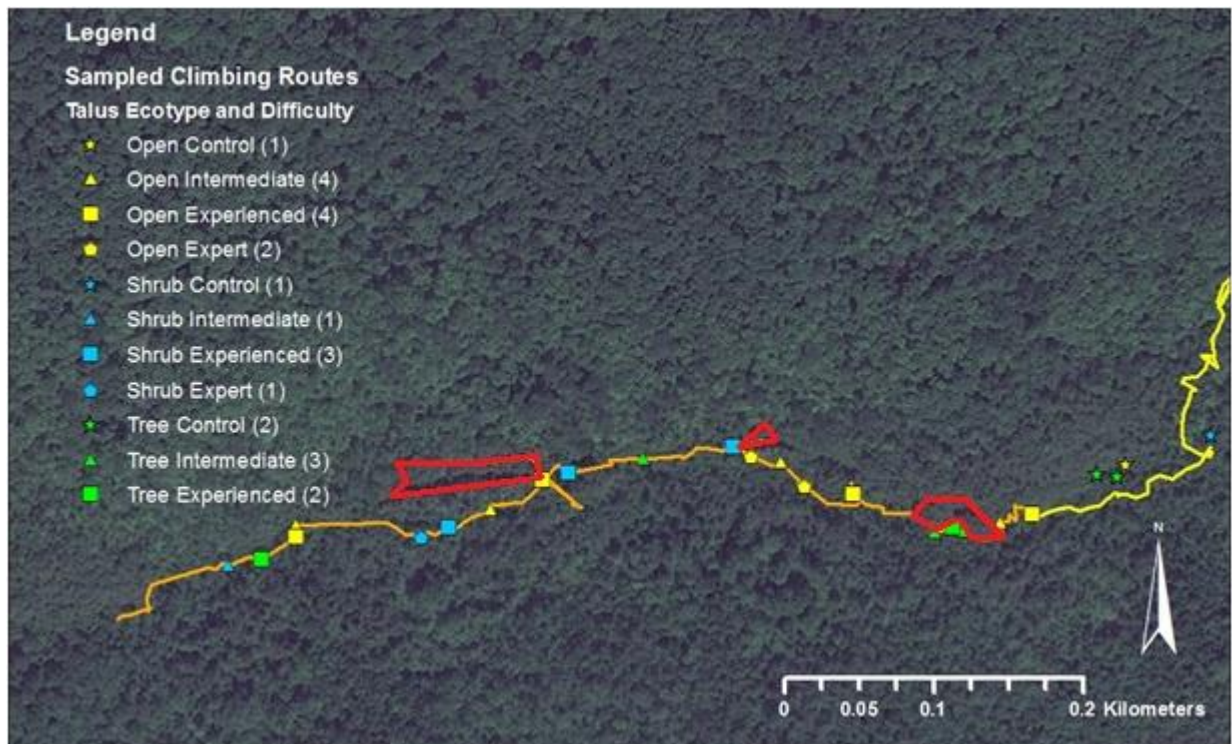 Legend
Sampled Climbing Routes
Talus Ecotype and Difficulty
Open Control (1)
Open Intermediate (4)
Open Experienced (4)
Open Expert (2)
Shrub Control (1)
Shrub Intermediate (1)
Shrub Experienced (3)
Shrub Expert (1)
Tree Control (2)
Tree Intermediate (3)
Tree Experienced (2)
N
0 0.05 0.1 0.2 Kilometers